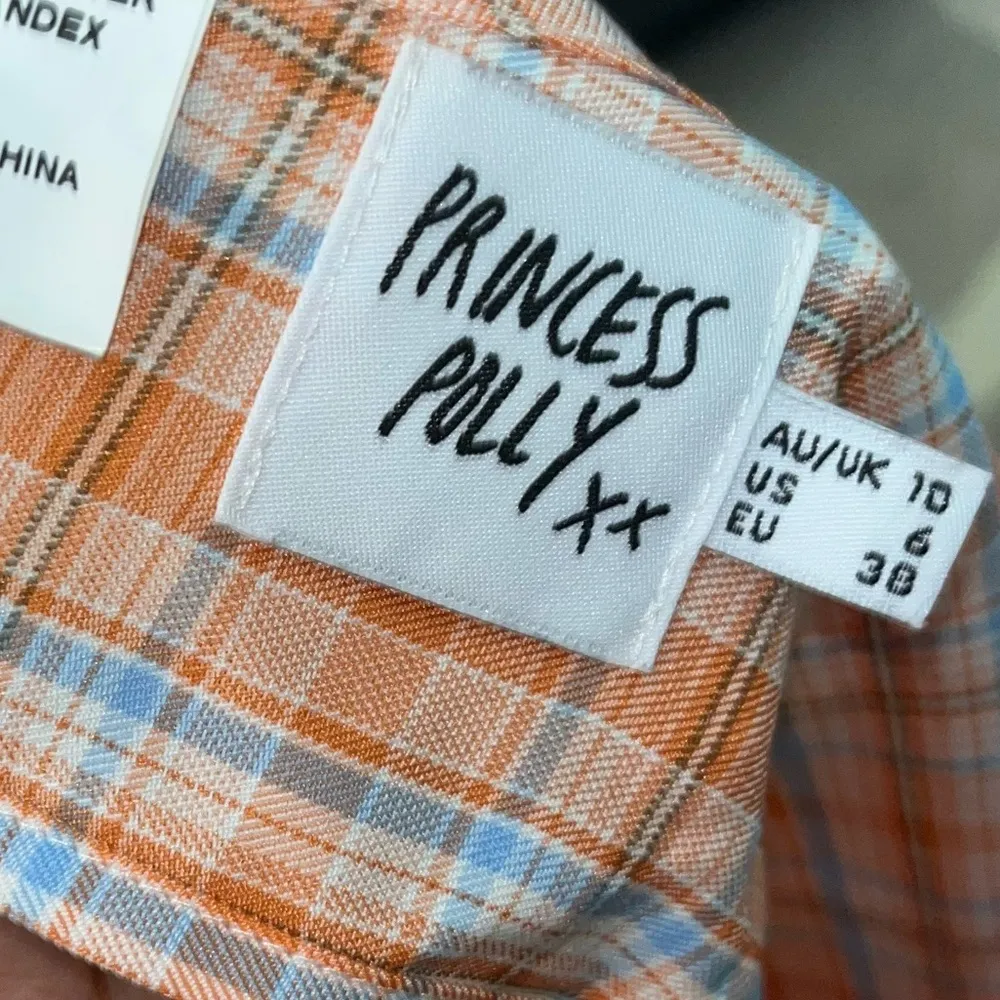 NDEX
HINA
PRINCESS
POLLY
xx
AU/UK 10
US 6
EU 38